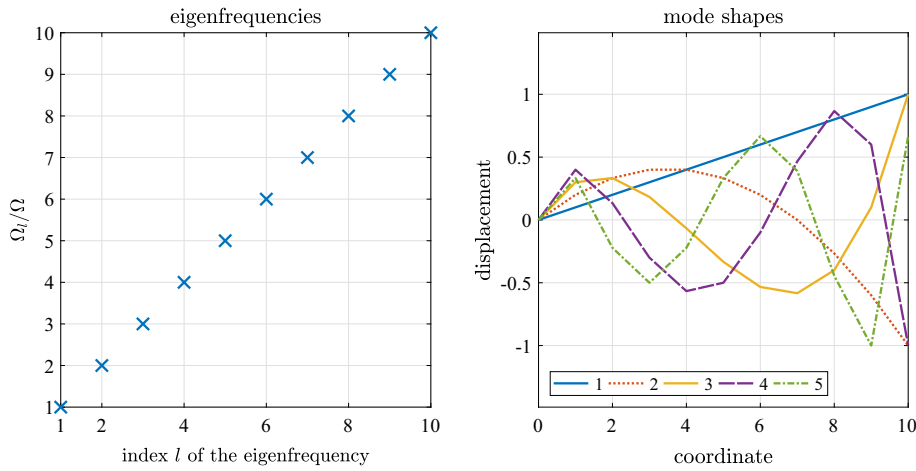 eigenfrequencies
10
9
8
7
6
5
4
3
2
1
Ωₗ/Ω
1 2 4 6 8 10
index l of the eigenfrequency
mode shapes
1
0.5
0
-0.5
-1
displacement
1 2 3 4 5
0 2 4 6 8 10
coordinate